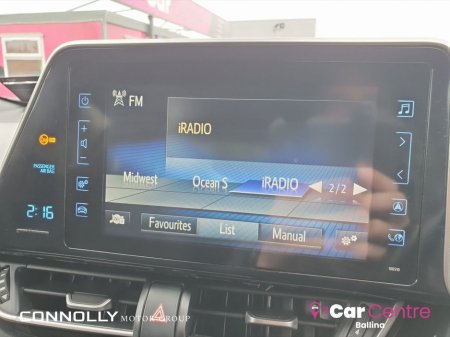 FM
iRADIO
PASSENGER
AIR BAG
Midwest Ocean S iRADIO 2/2
2:16
Favourites List Manual
CONNOLLY MOTOR GROUP
Car Centre
Ballina